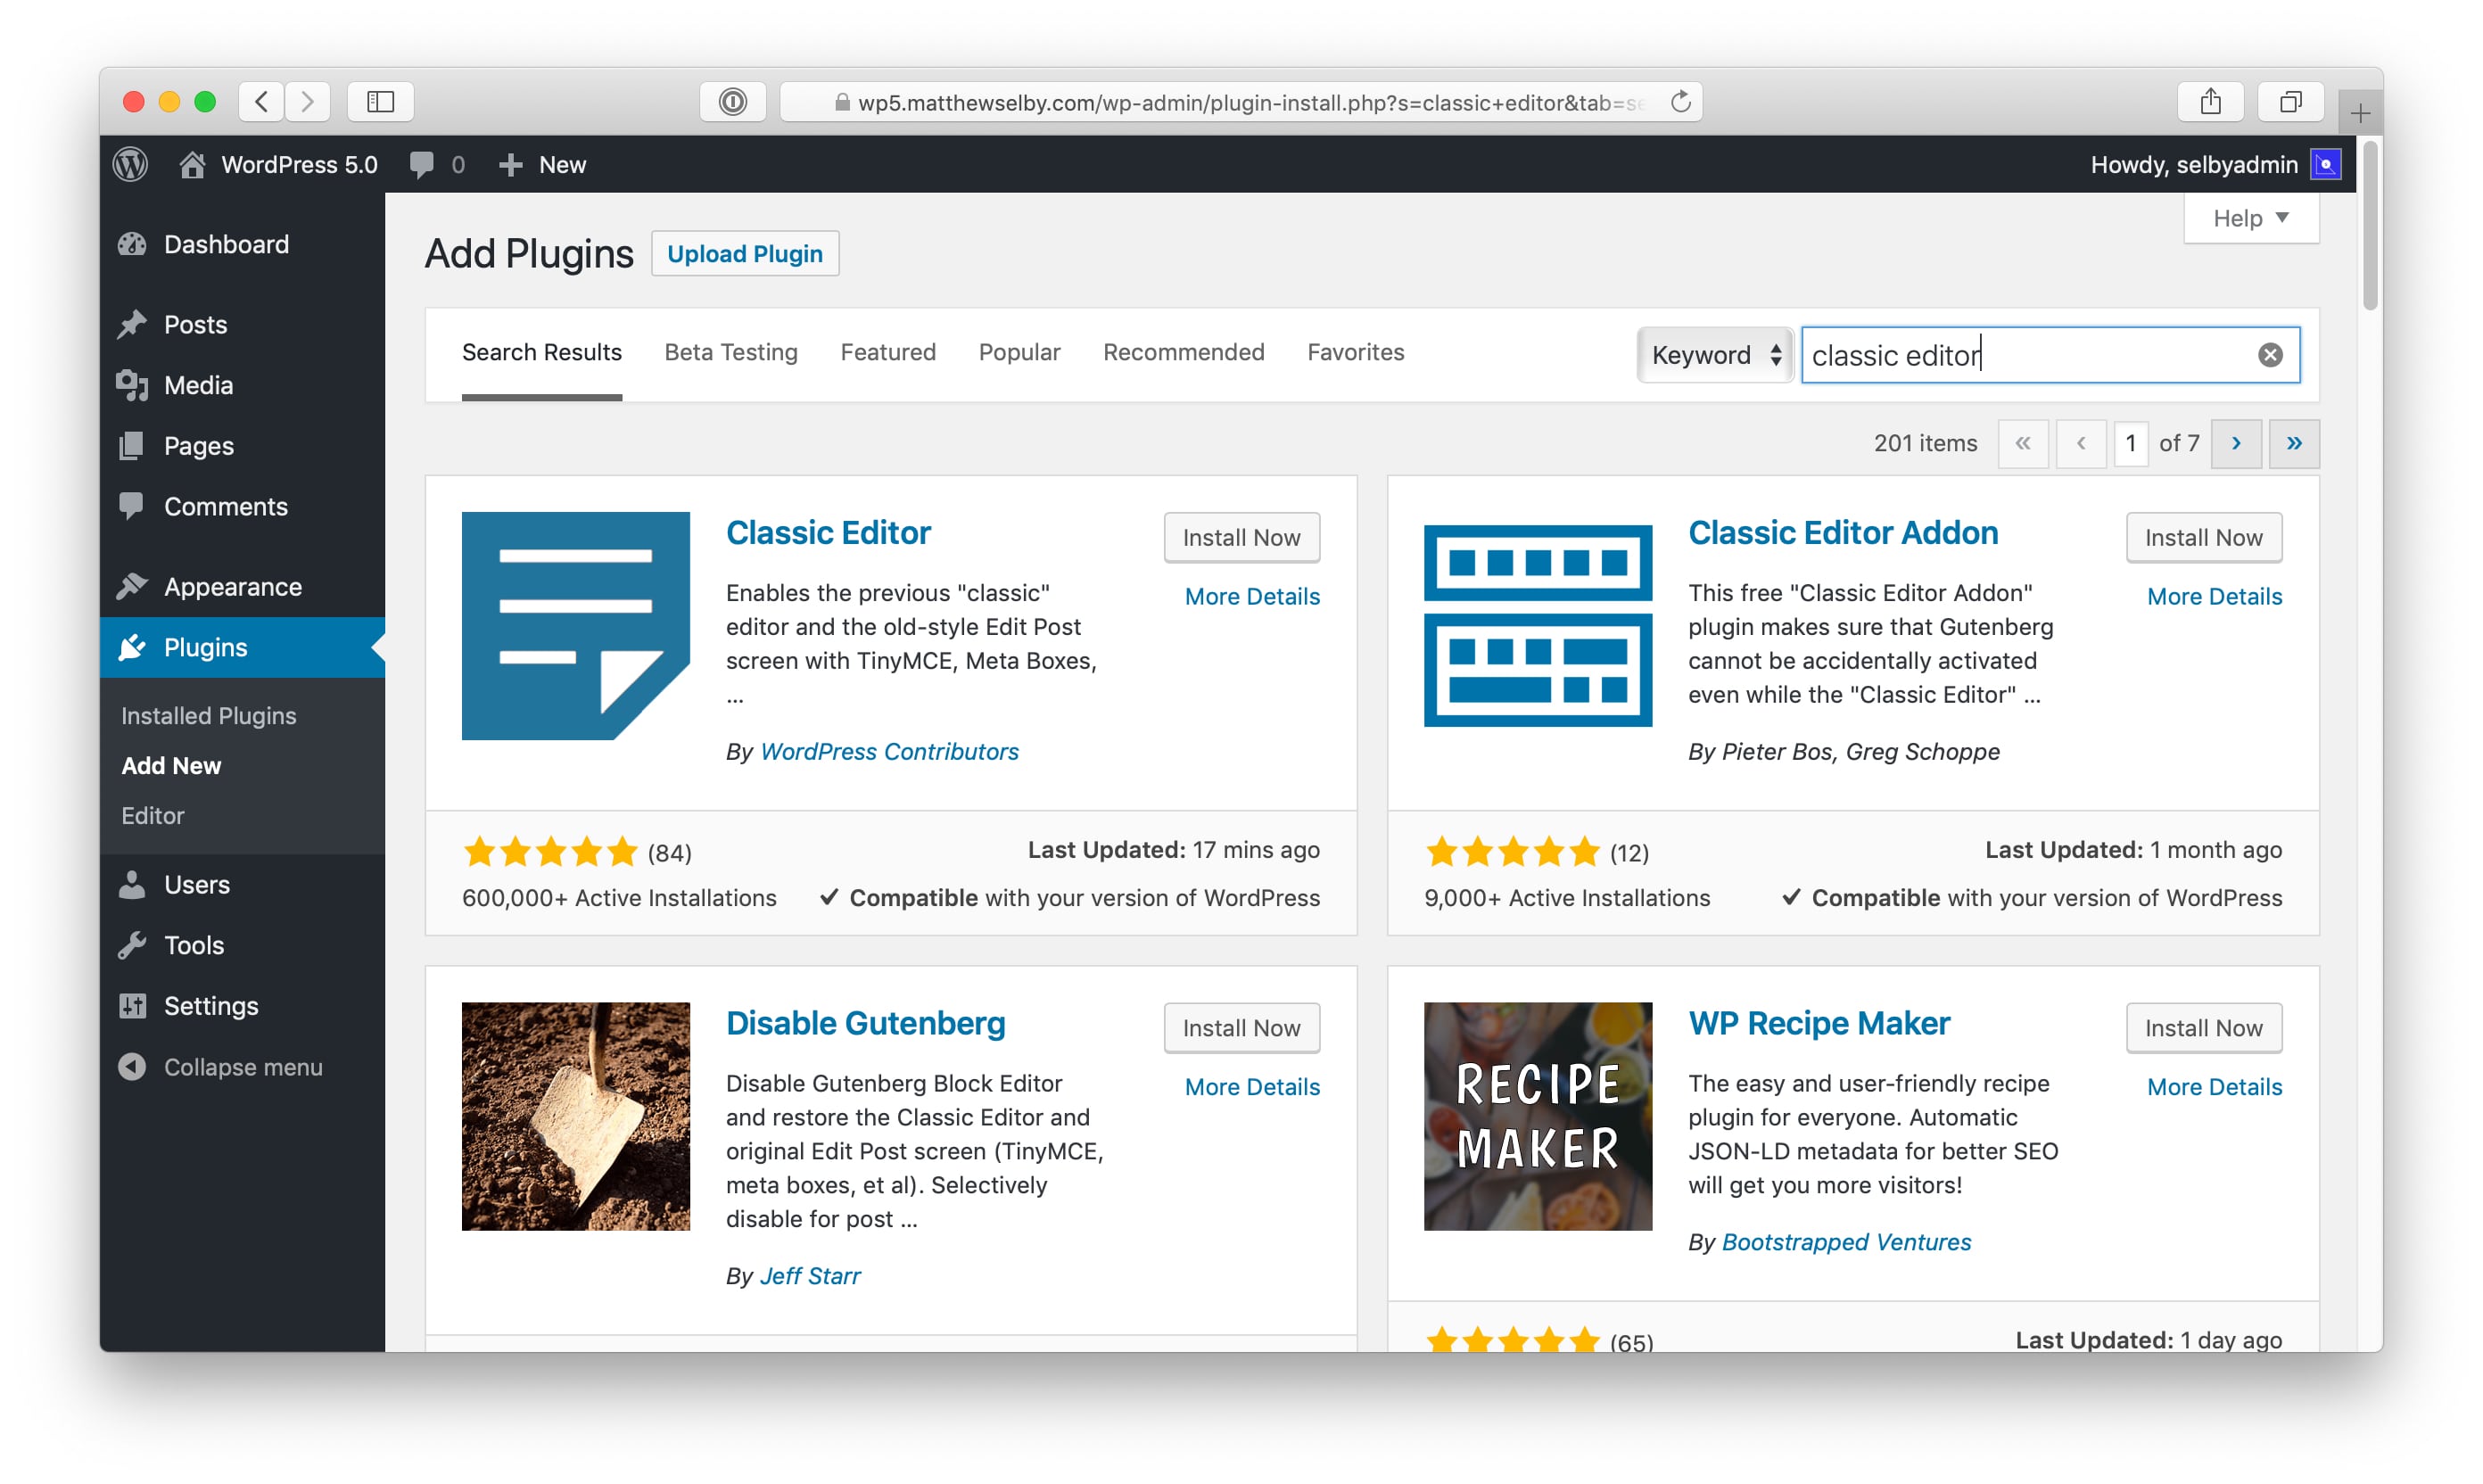 wp5.matthewselby.com/wp-admin/plugin-install.php?s=classic+editor&tab=se
WordPress 5.0
0
New
Howdy, selbyadmin
Help
Dashboard
Posts
Media
Pages
Comments
Appearance
Plugins
Installed Plugins
Add New
Editor
Users
Tools
Settings
Collapse menu
Add Plugins
Upload Plugin
Search Results
Beta Testing
Featured
Popular
Recommended
Favorites
Keyword
classic editor
201 items
«
‹
1
of 7
›
»
Classic Editor
Install Now
More Details
Enables the previous "classic"
editor and the old-style Edit Post
screen with TinyMCE, Meta Boxes,
...
By WordPress Contributors
(84)
Last Updated: 17 mins ago
600,000+ Active Installations
✓ Compatible with your version of WordPress
Classic Editor Addon
Install Now
More Details
This free "Classic Editor Addon"
plugin makes sure that Gutenberg
cannot be accidentally activated
even while the "Classic Editor" ...
By Pieter Bos, Greg Schoppe
(12)
Last Updated: 1 month ago
9,000+ Active Installations
✓ Compatible with your version of WordPress
Disable Gutenberg
Install Now
More Details
Disable Gutenberg Block Editor
and restore the Classic Editor and
original Edit Post screen (TinyMCE,
meta boxes, et al). Selectively
disable for post ...
By Jeff Starr
RECIPE
MAKER
WP Recipe Maker
Install Now
More Details
The easy and user-friendly recipe
plugin for everyone. Automatic
JSON-LD metadata for better SEO
will get you more visitors!
By Bootstrapped Ventures
(65)
Last Updated: 1 day ago